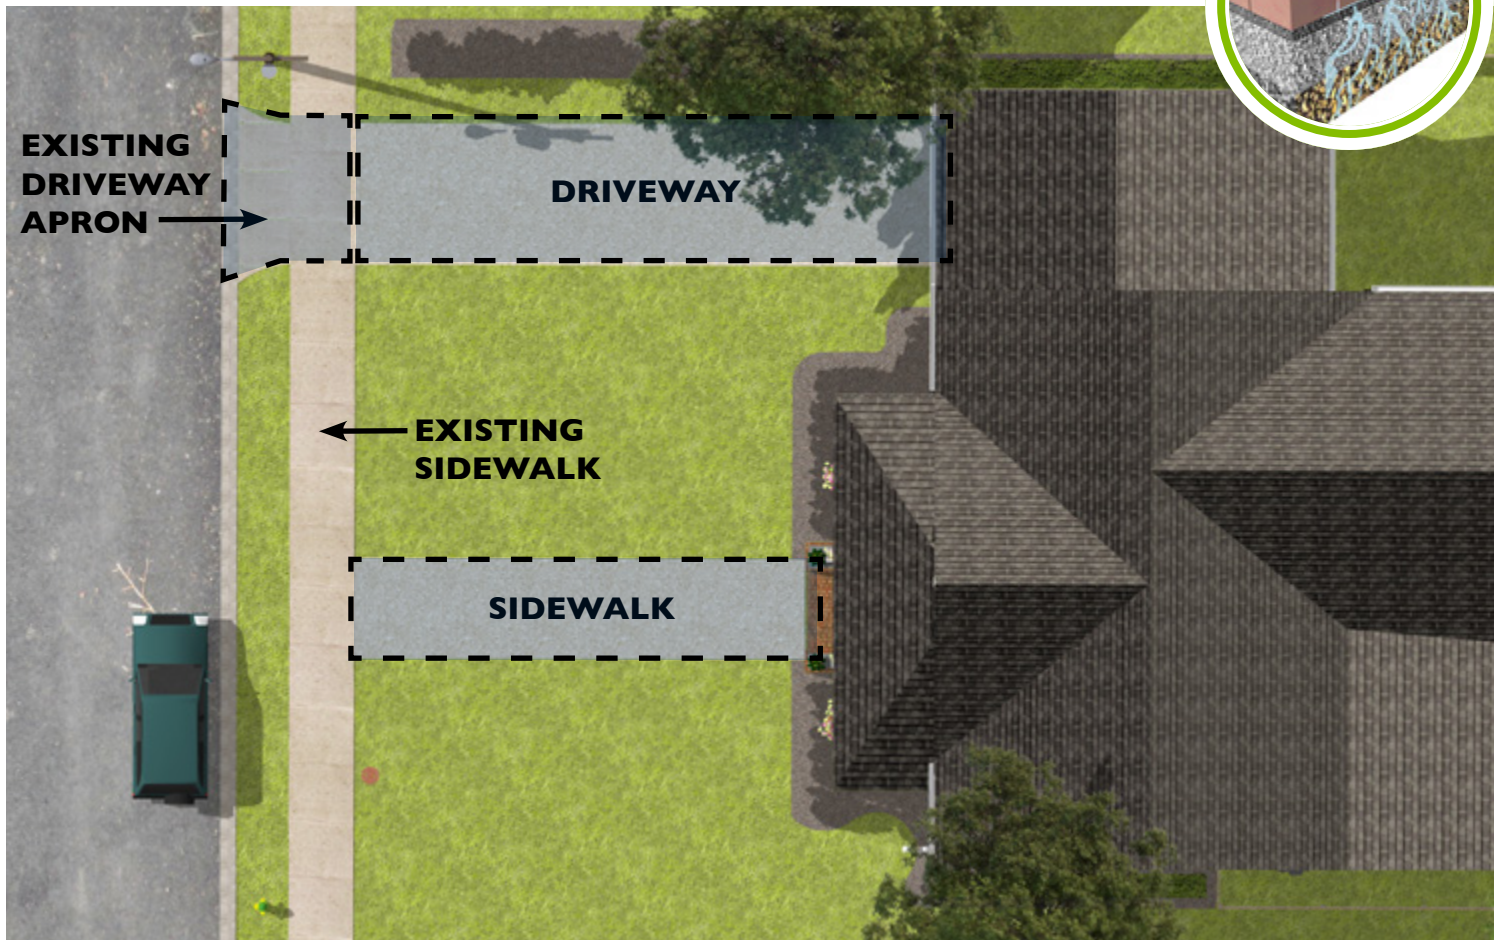 EXISTING
DRIVEWAY
APRON
DRIVEWAY
EXISTING
SIDEWALK
SIDEWALK